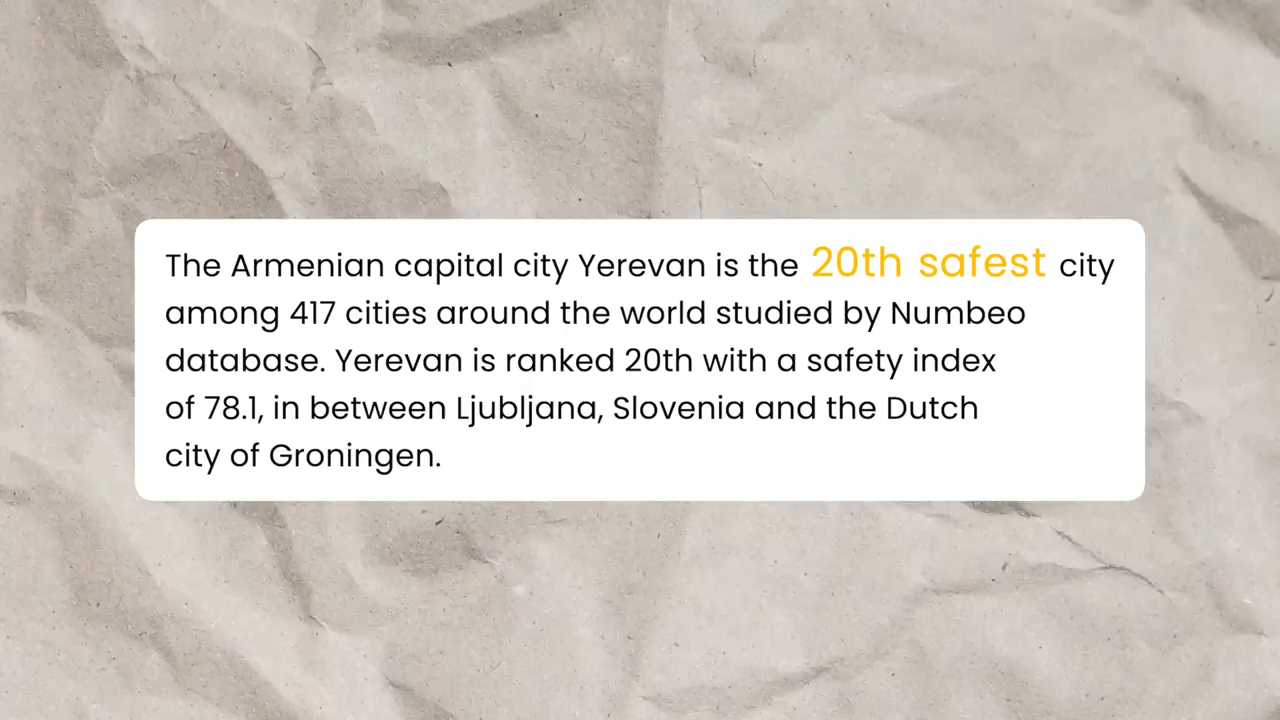 The Armenian capital city Yerevan is the 20th safest city
among 417 cities around the world studied by Numbeo
database. Yerevan is ranked 20th with a safety index
of 78.1, in between Ljubljana, Slovenia and the Dutch
city of Groningen.